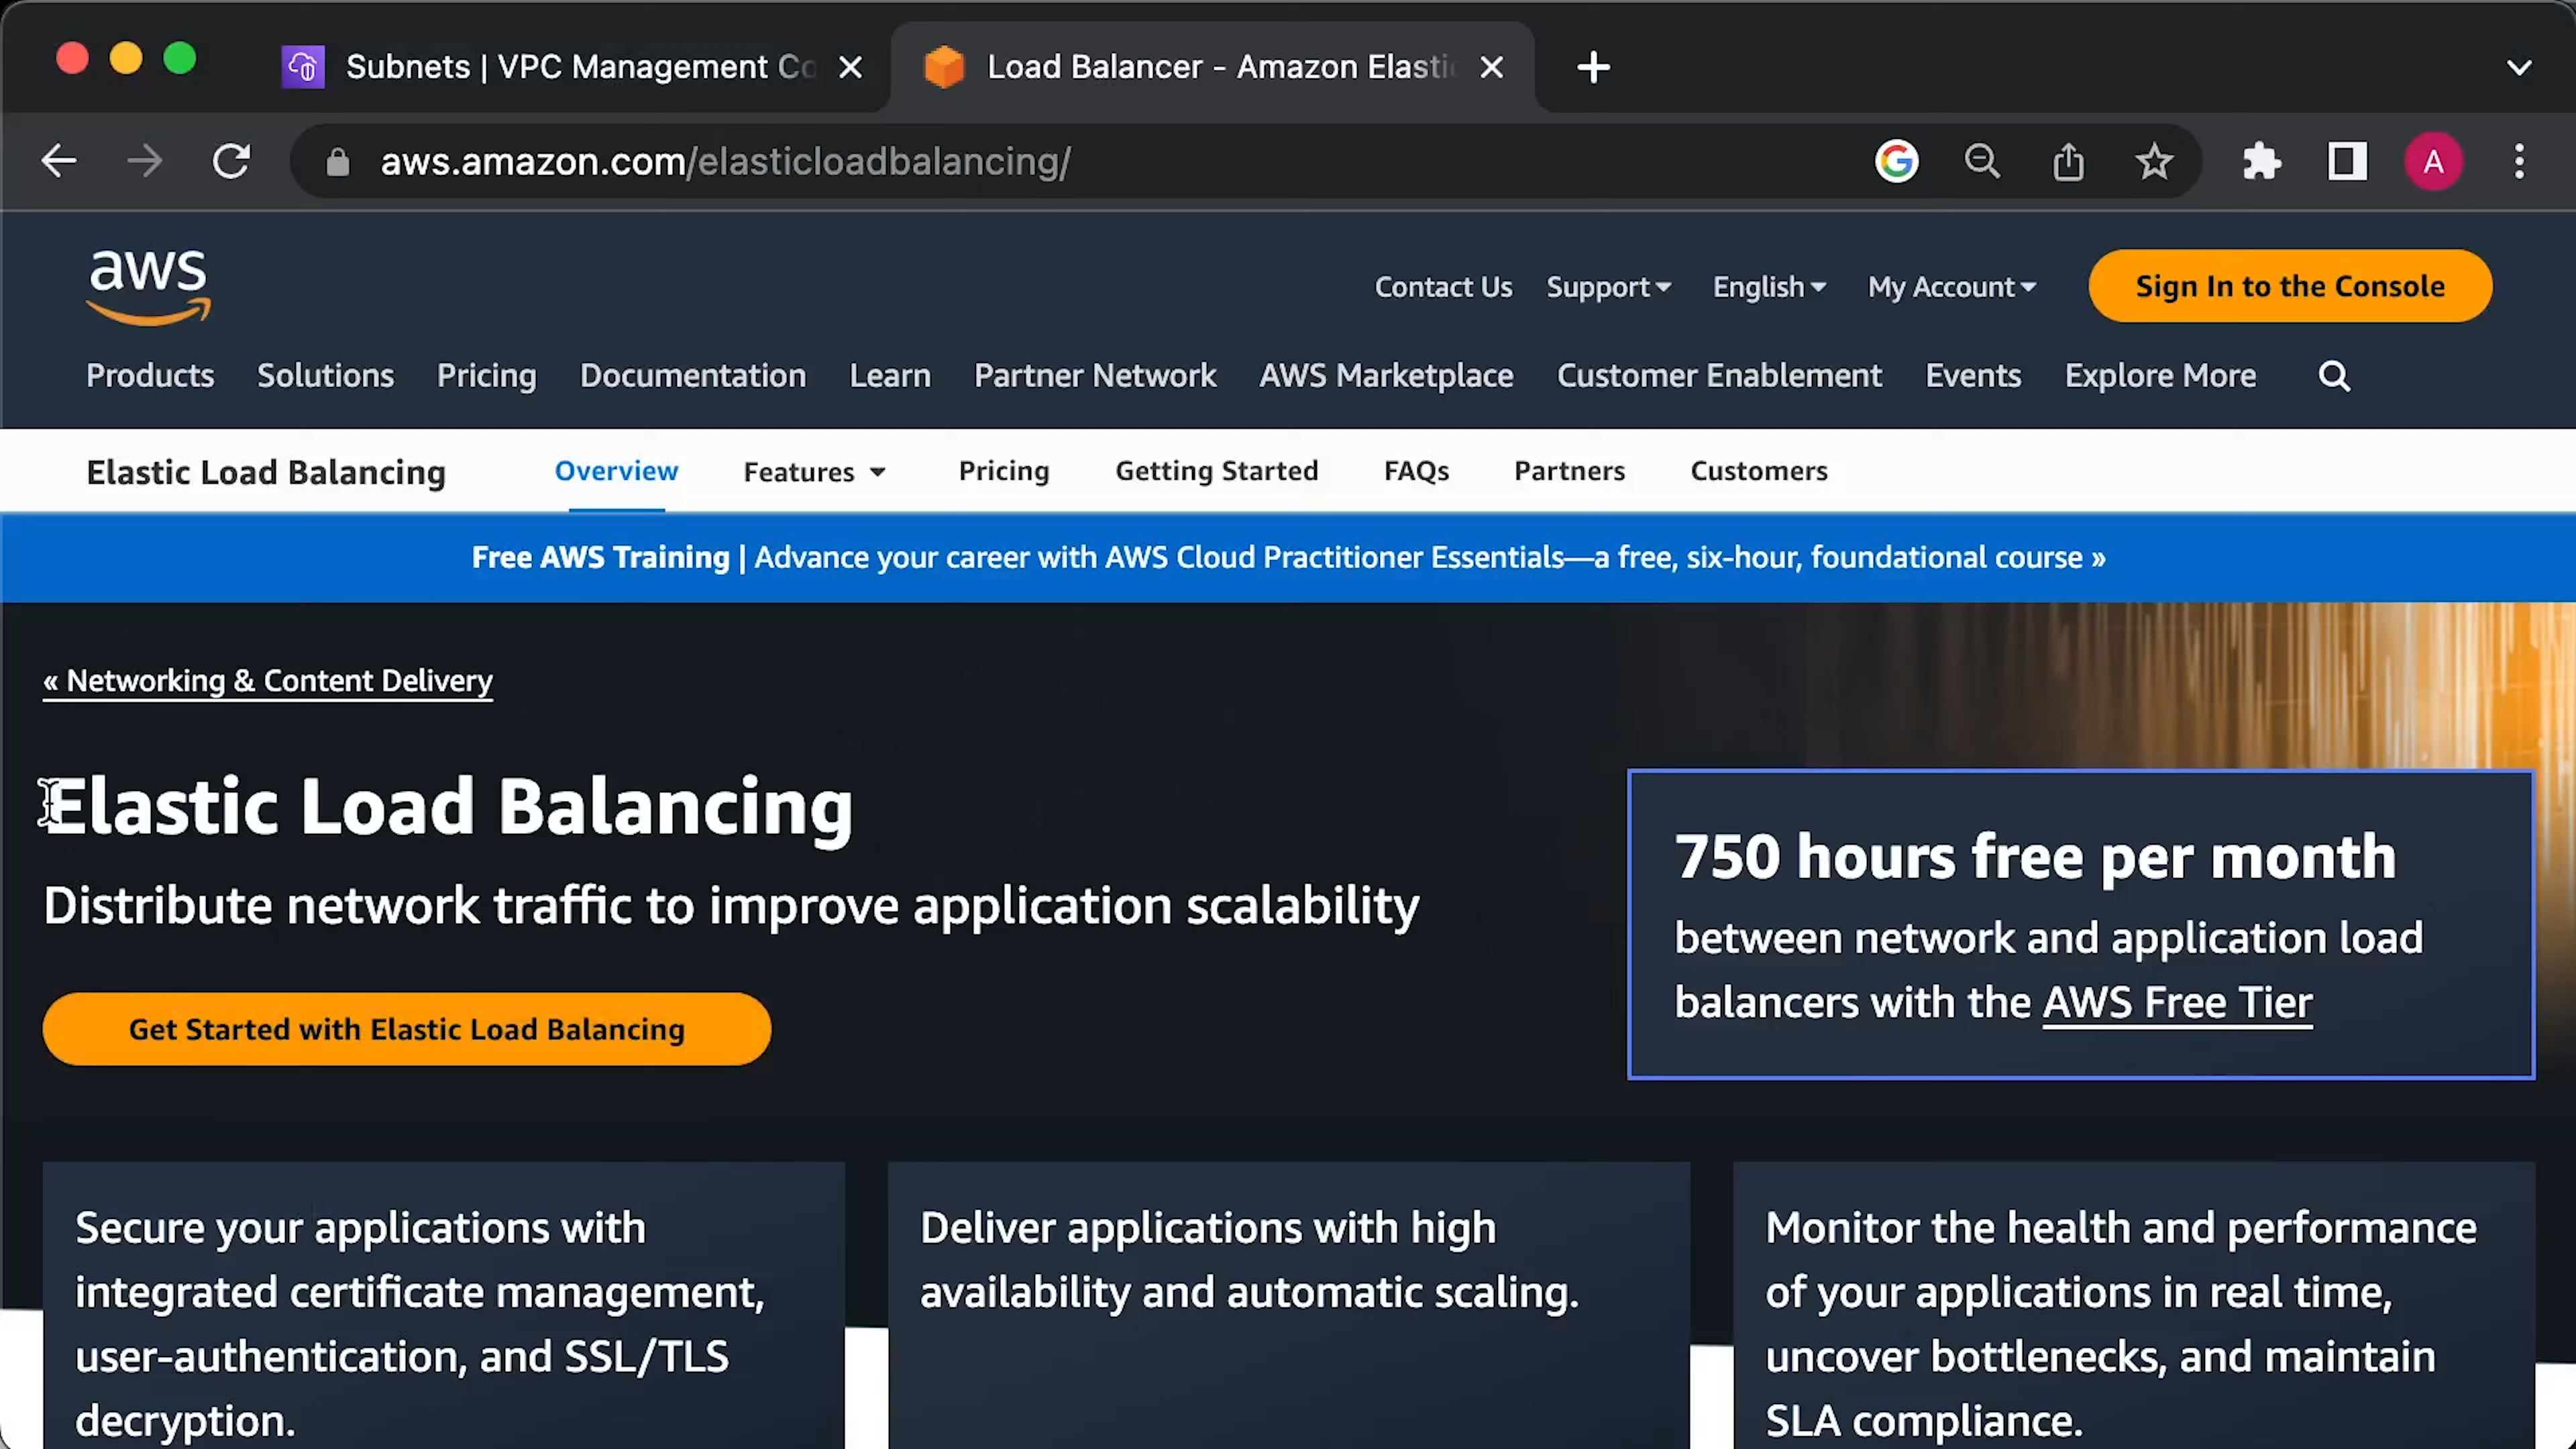 Subnets | VPC Management Co
Load Balancer - Amazon Elasti
aws.amazon.com/elasticloadbalancing/
A
aws
Contact Us Support English My Account Sign In to the Console
Products Solutions Pricing Documentation Learn Partner Network AWS Marketplace Customer Enablement Events Explore More
Elastic Load Balancing Overview Features Pricing Getting Started FAQs Partners Customers
Free AWS Training | Advance your career with AWS Cloud Practitioner Essentials—a free, six-hour, foundational course »
« Networking & Content Delivery
Elastic Load Balancing
Distribute network traffic to improve application scalability
Get Started with Elastic Load Balancing
750 hours free per month
between network and application load
balancers with the AWS Free Tier
Secure your applications with
integrated certificate management,
user-authentication, and SSL/TLS
decryption.
Deliver applications with high
availability and automatic scaling.
Monitor the health and performance
of your applications in real time,
uncover bottlenecks, and maintain
SLA compliance.